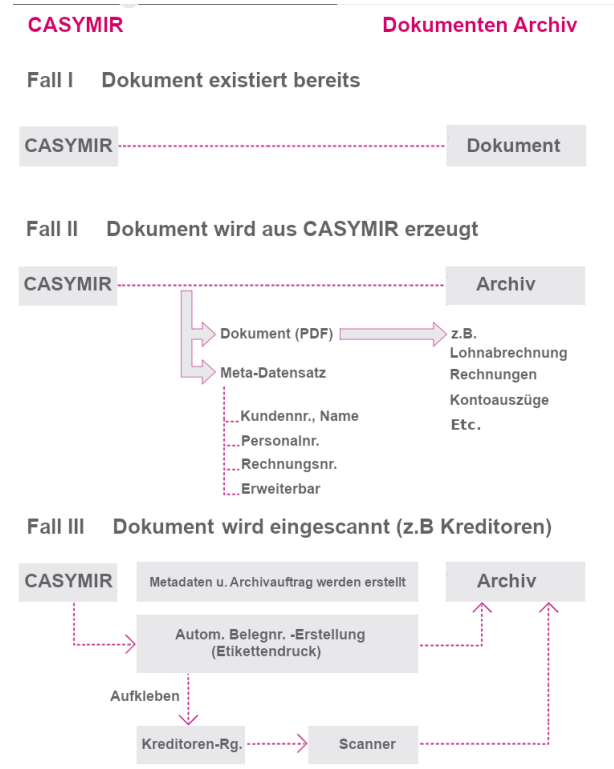 CASYMIR Dokumenten Archiv
Fall I Dokument existiert bereits
CASYMIR Dokument
Fall II Dokument wird aus CASYMIR erzeugt
CASYMIR Archiv
Dokument (PDF) z.B.
Lohnabrechnung
Meta-Datensatz Rechnungen
Kontoauszüge
Kundennr., Name Etc.
Personalnr.
Rechnungsnr.
Erweiterbar
Fall III Dokument wird eingescannt (z.B Kreditoren)
CASYMIR Metadaten u. Archivauftrag werden erstellt Archiv
Autom. Belegnr. -Erstellung
(Etikettendruck)
Aufkleben
Kreditoren-Rg. Scanner